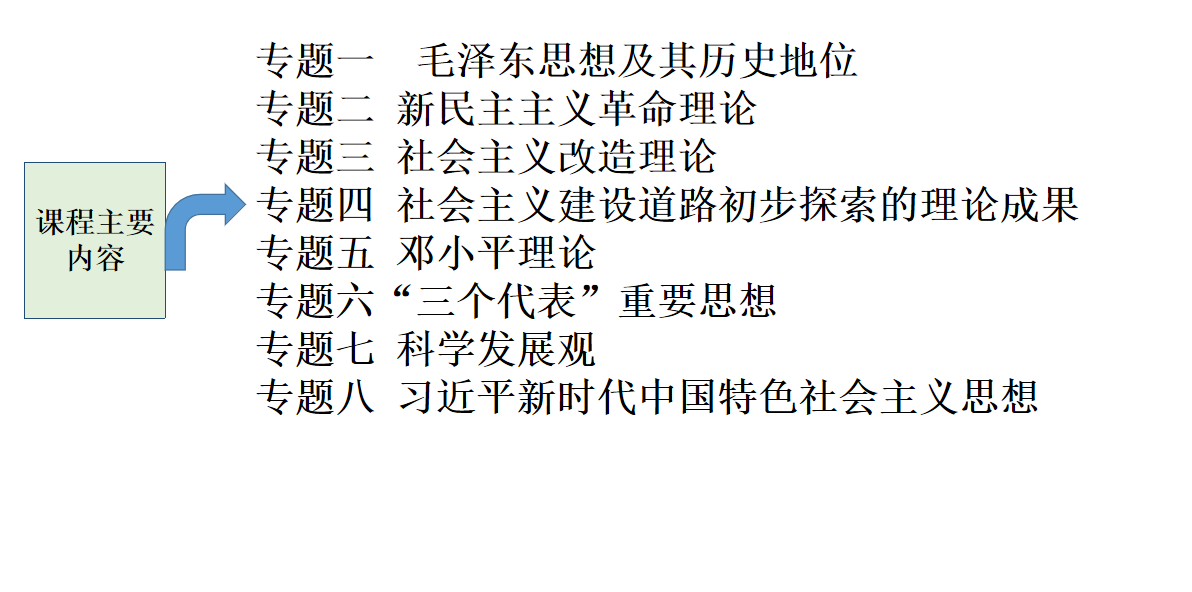 课程主要
内容
专题一 毛泽东思想及其历史地位
专题二 新民主主义革命理论
专题三 社会主义改造理论
专题四 社会主义建设道路初步探索的理论成果
专题五 邓小平理论
专题六“三个代表”重要思想
专题七 科学发展观
专题八 习近平新时代中国特色社会主义思想